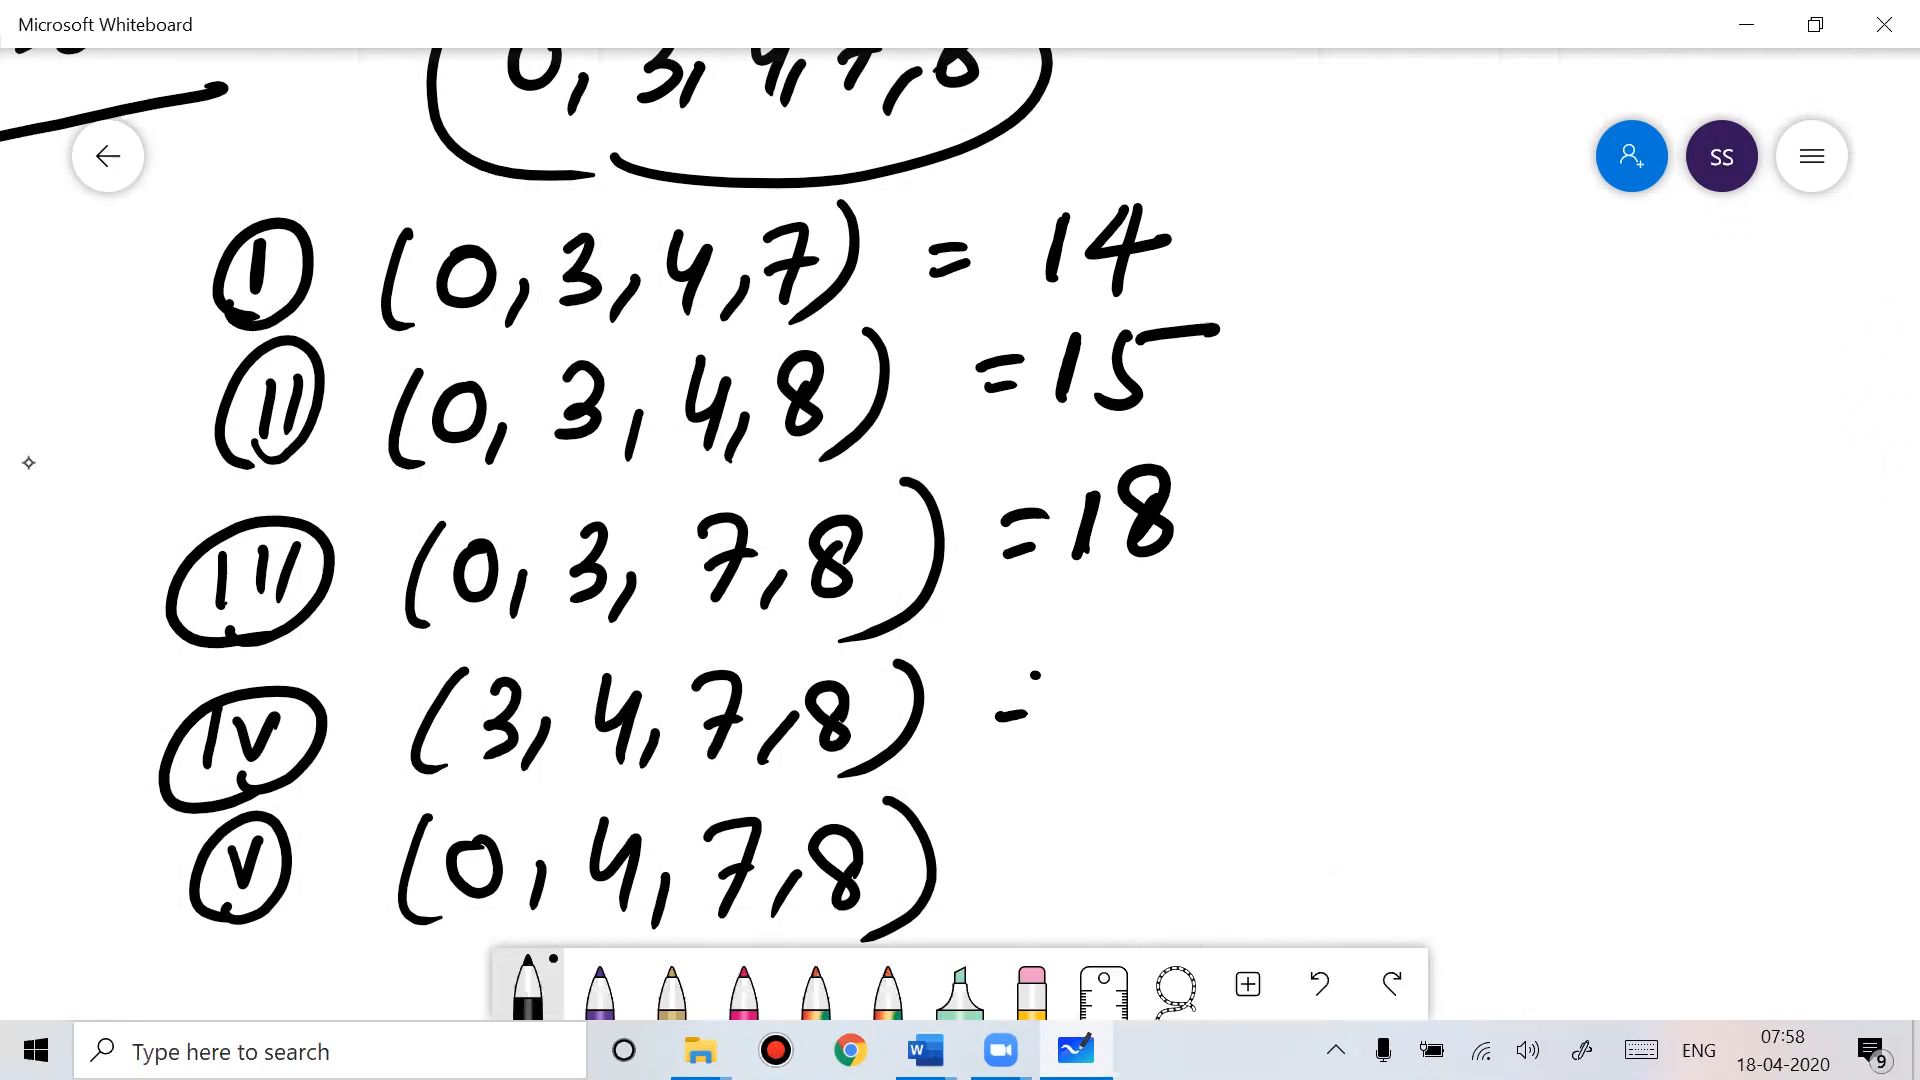 Microsoft Whiteboard
0, 3, 4, 7, 8
SS
I (0, 3, 4, 7) = 14
II (0, 3, 4, 8) = 15
III (0, 3, 7, 8) = 18
IV (3, 4, 7, 8) =
V (0, 4, 7, 8)
Type here to search
W
ENG
07:58
18-04-2020
9